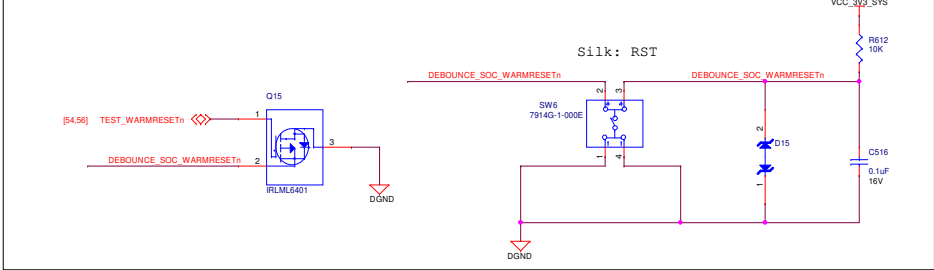 VCC_3V3_SYS
R612
10K
Silk: RST
DEBOUNCE_SOC_WARMRESETn
DEBOUNCE_SOC_WARMRESETn
Q15
2
3
SW6
7914G-1-000E
[54,56] TEST_WARMRESETn
1
3
2
D15
DEBOUNCE_SOC_WARMRESETn
2
1
4
C516
0.1uF
16V
1
IRLML6401
DGND
DGND